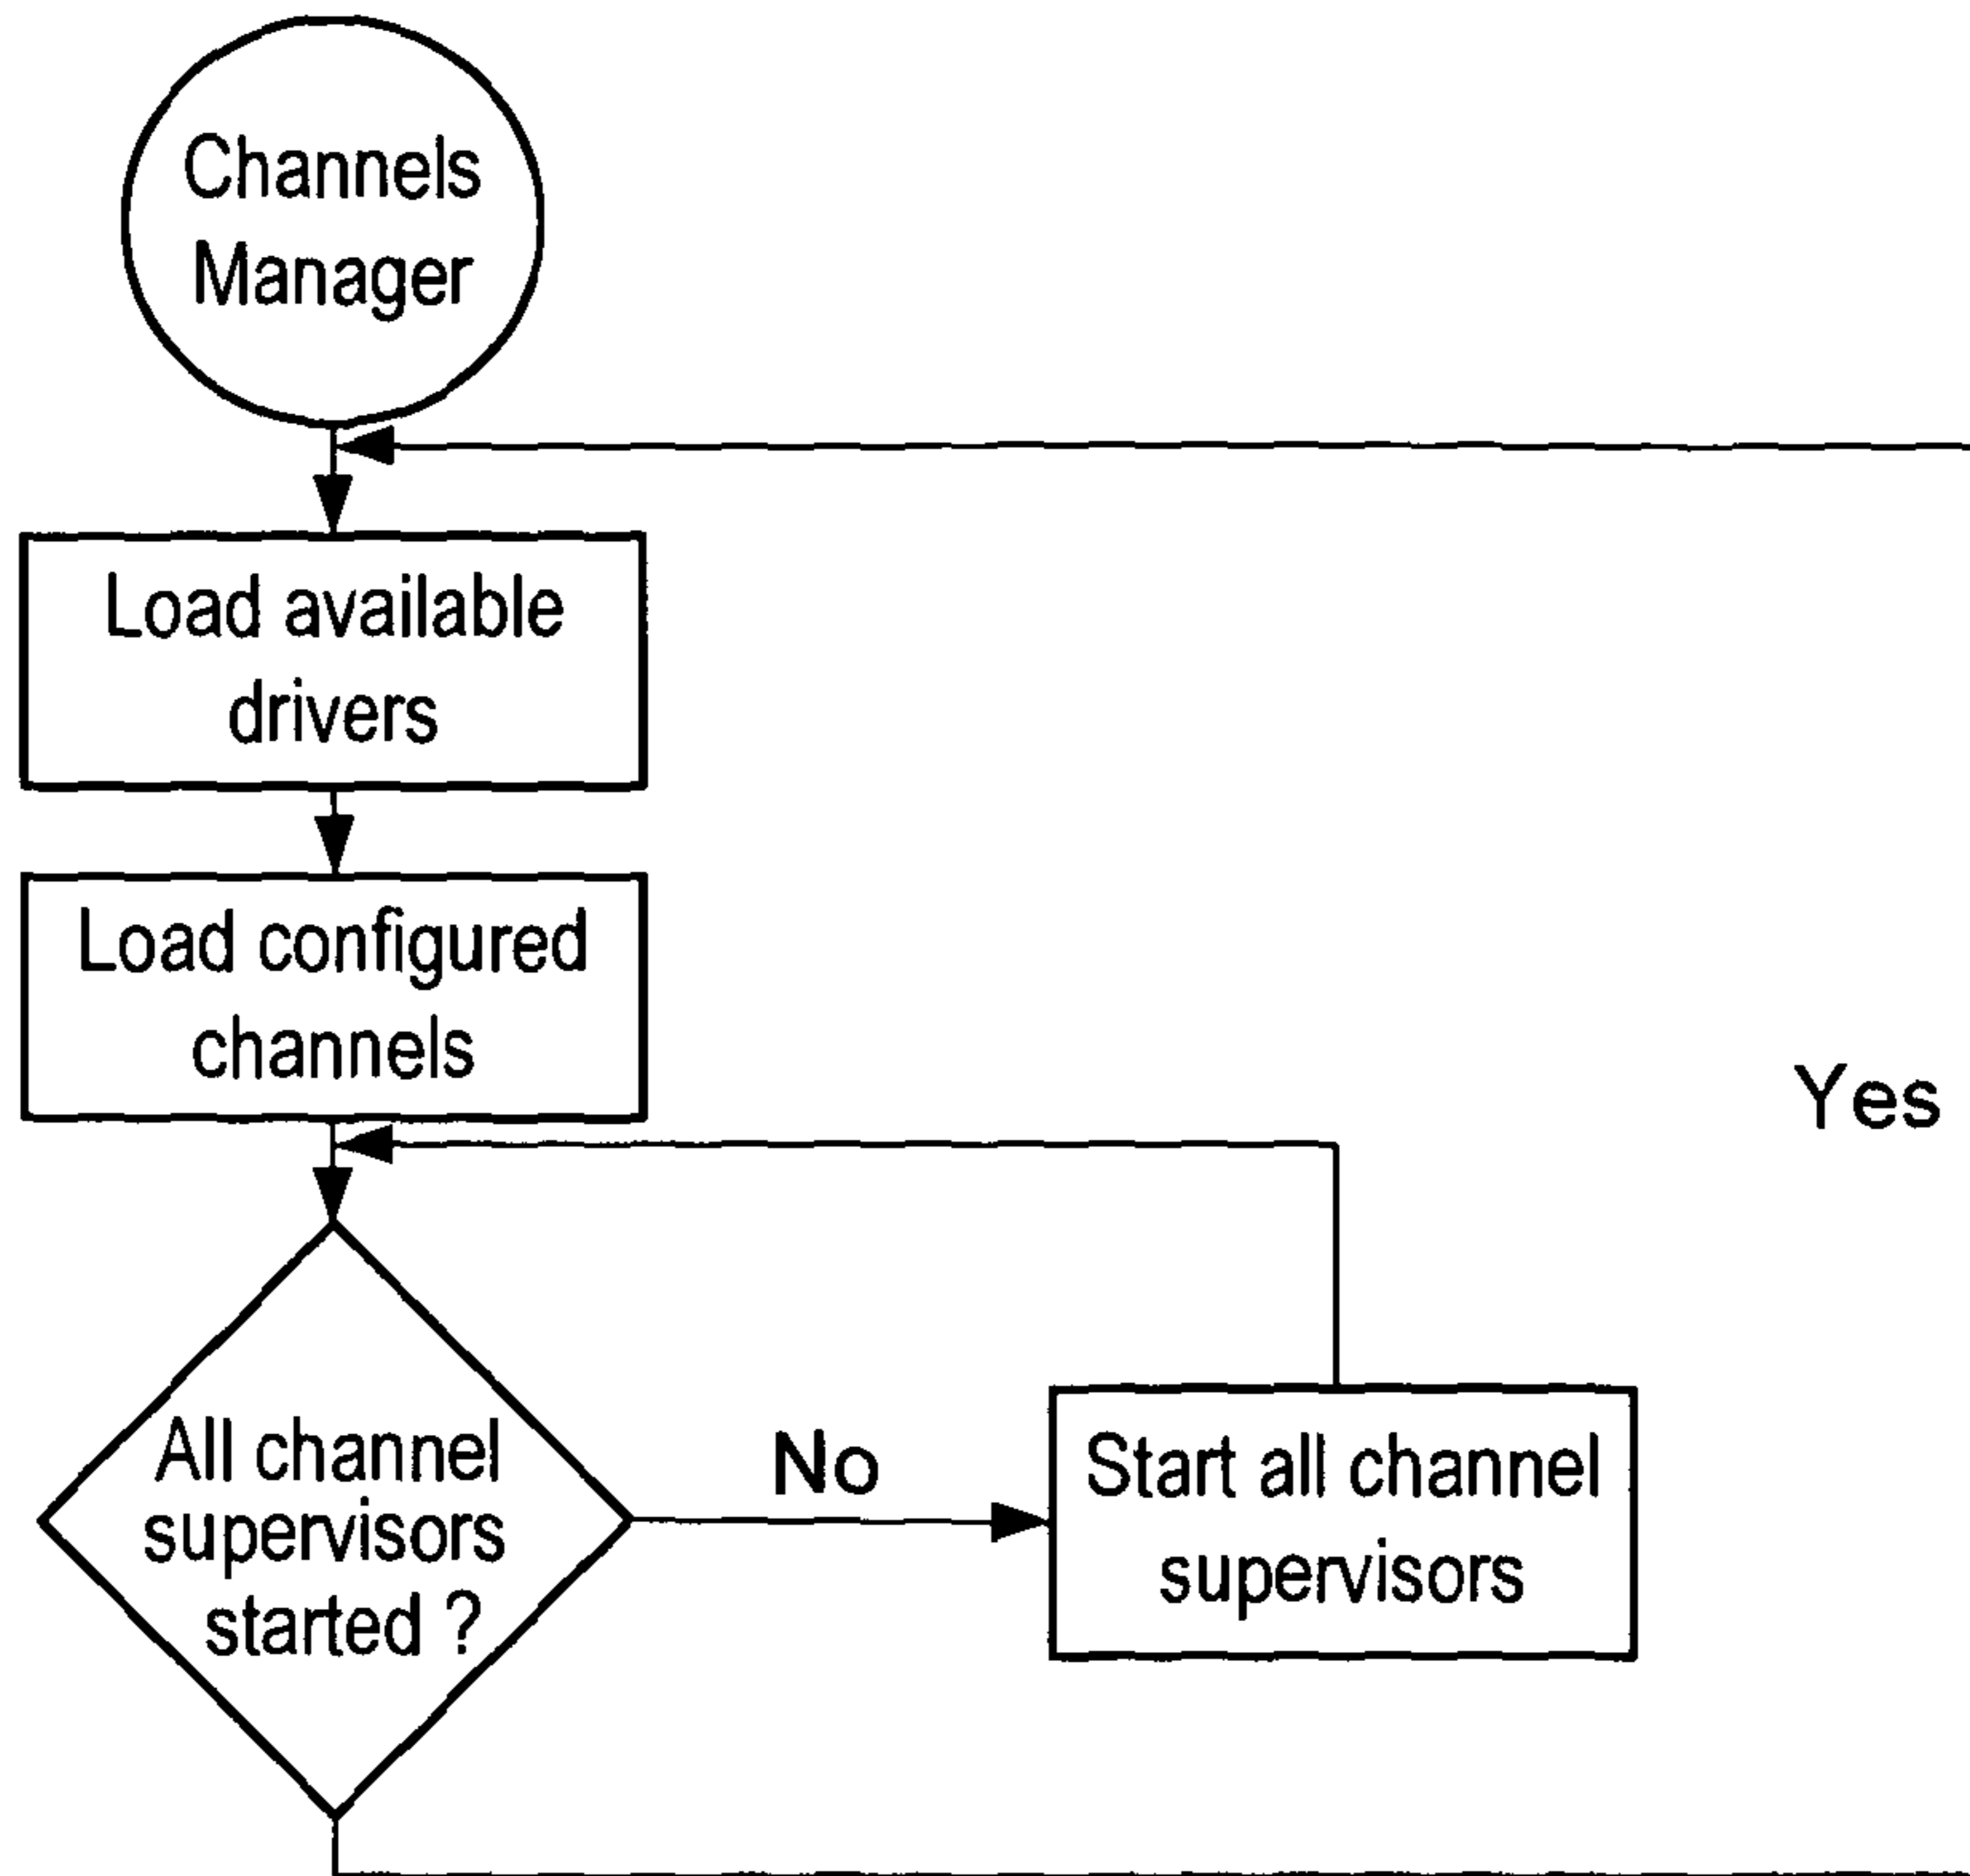 Channels
Manager
Load available
drivers
Load configured
channels
Yes
All channel
supervisors
started ?
No
Start all channel
supervisors